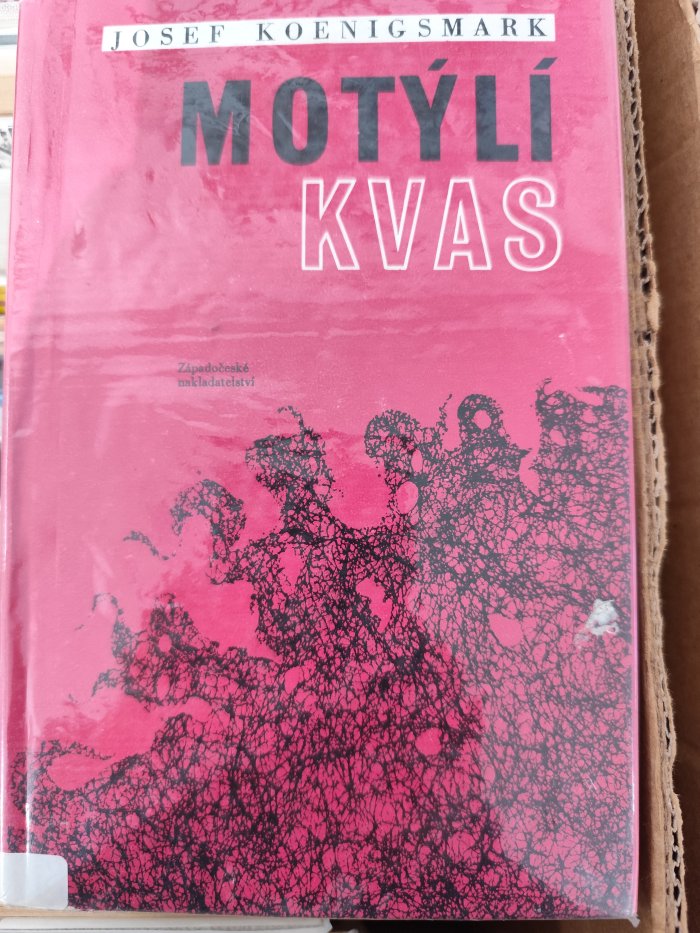 JOSEF KOENIGSMARK
MOTÝLÍ
KVAS
Západočeské
nakladatelství